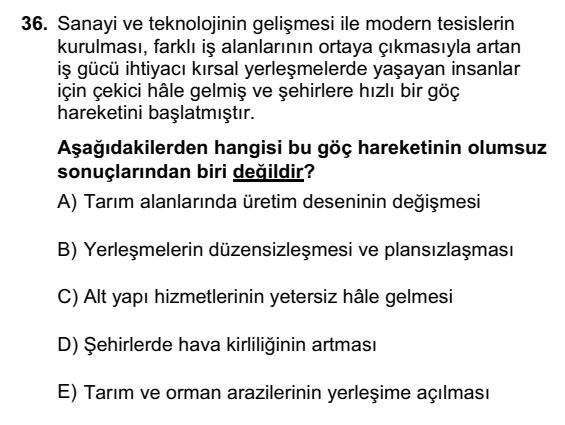 36. Sanayi ve teknolojinin gelişmesi ile modern tesislerin
kurulması, farklı iş alanlarının ortaya çıkmasıyla artan
iş gücü ihtiyacı kırsal yerleşmelerde yaşayan insanlar
için çekici hâle gelmiş ve şehirlere hızlı bir göç
hareketini başlatmıştır.
Aşağıdakilerden hangisi bu göç hareketinin olumsuz
sonuçlarından biri değildir?
A) Tarım alanlarında üretim deseninin değişmesi
B) Yerleşmelerin düzensizleşmesi ve plansızlaşması
C) Alt yapı hizmetlerinin yetersiz hâle gelmesi
D) Şehirlerde hava kirliliğinin artması
E) Tarım ve orman arazilerinin yerleşime açılması